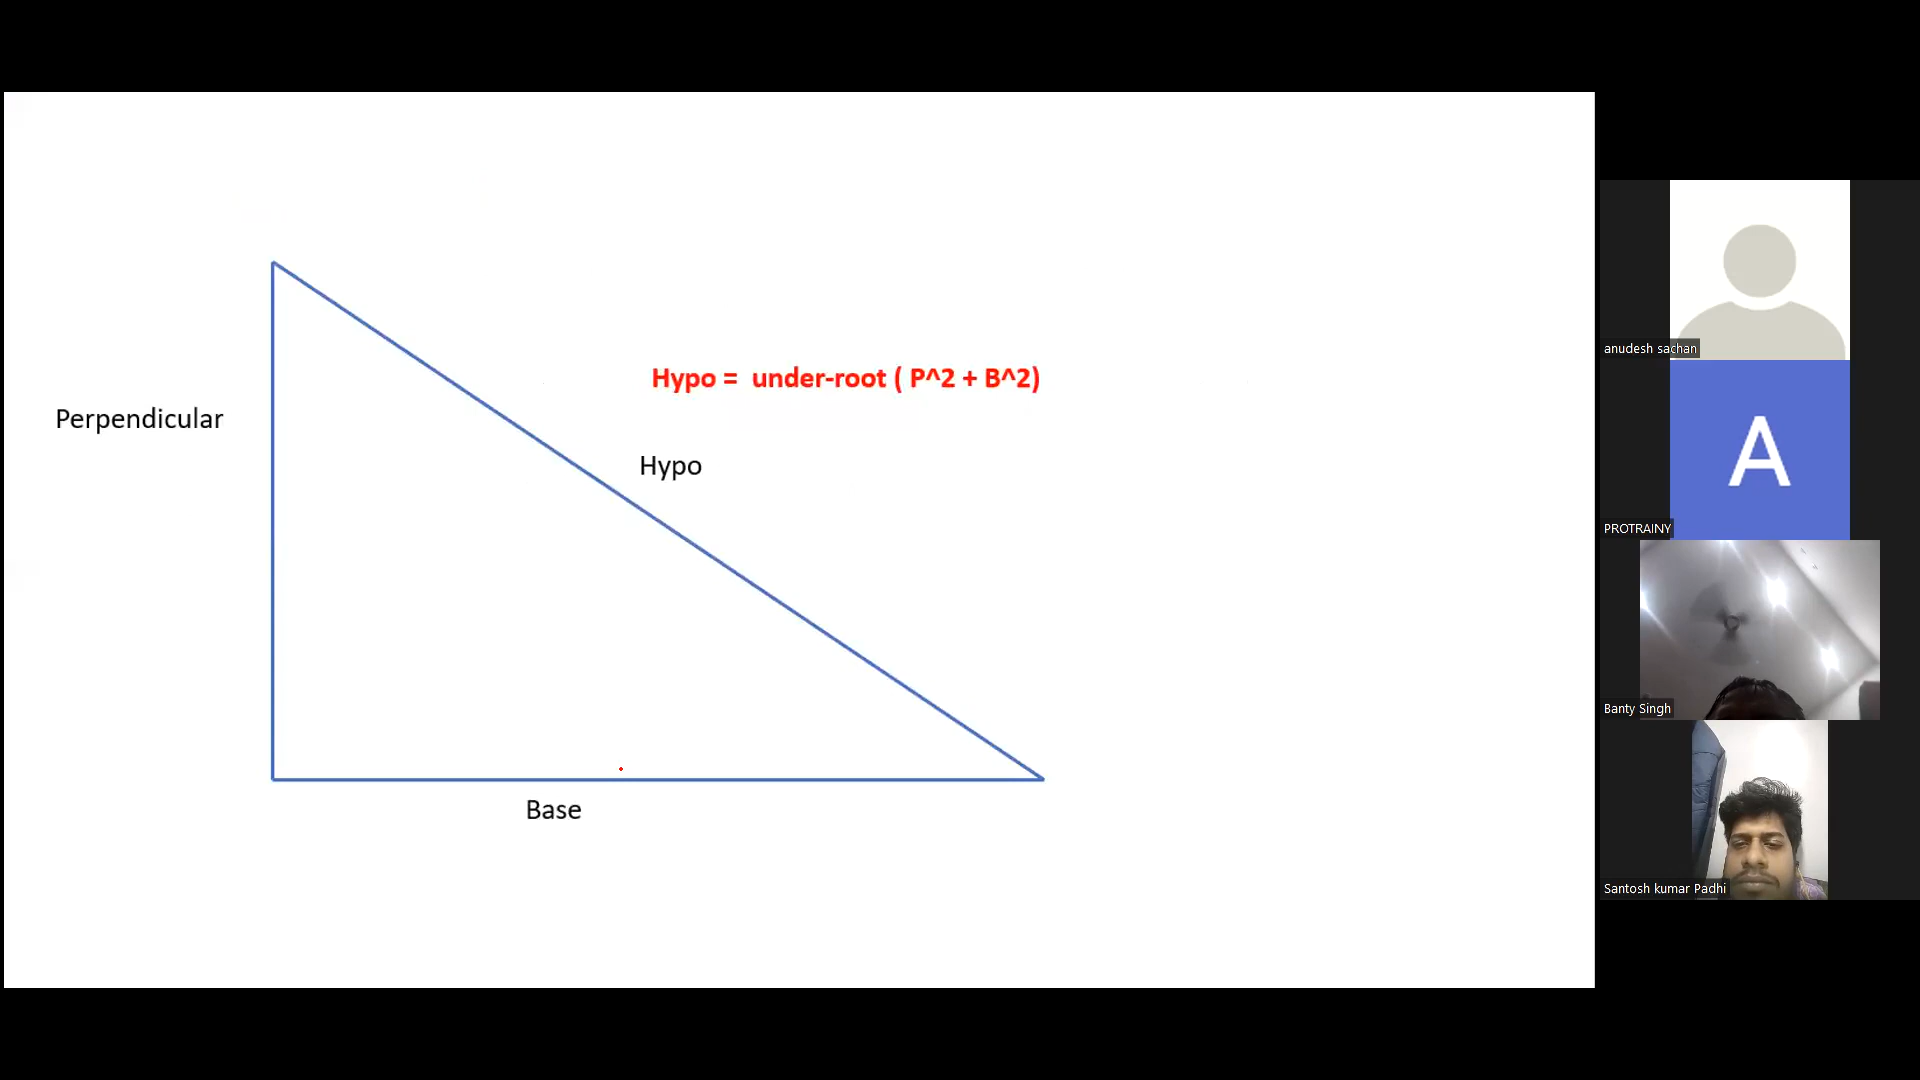 Hypo =  under-root ( P^2 + B^2)
Perpendicular
Hypo
Base
anudesh sachan
A
PROTRAINY
Banty Singh
Santosh kumar Padhi